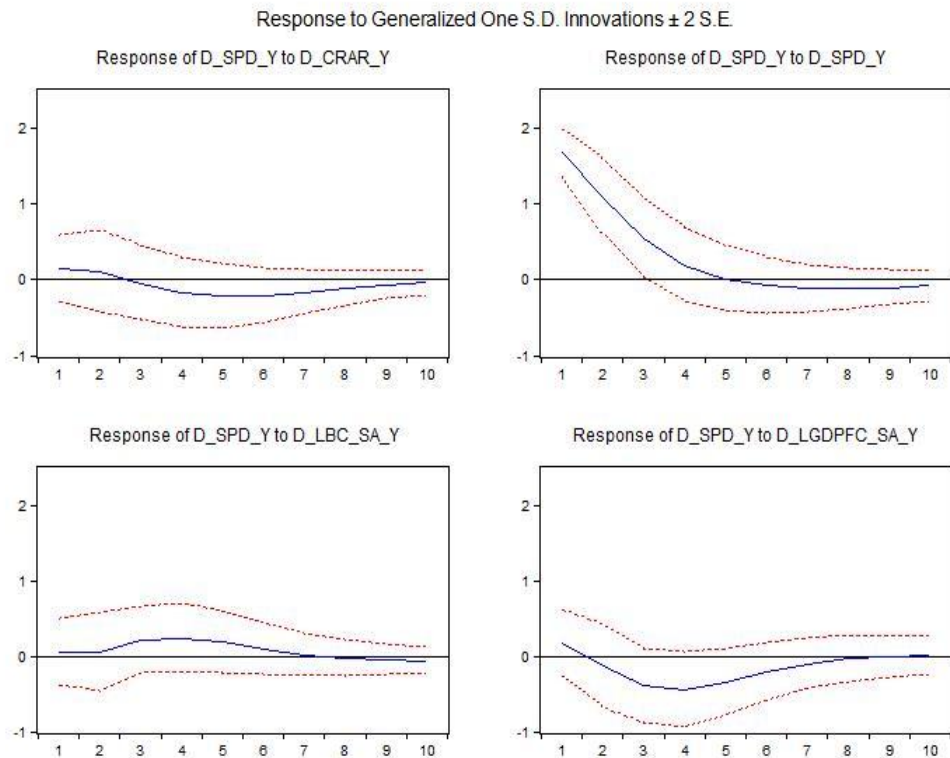 Response to Generalized One S.D. Innovations ± 2 S.E.
Response of D_SPD_Y to D_CRAR_Y
2
1
0
-1
1 2 3 4 5 6 7 8 9 10
Response of D_SPD_Y to D_SPD_Y
2
1
0
-1
1 2 3 4 5 6 7 8 9 10
Response of D_SPD_Y to D_LBC_SA_Y
2
1
0
-1
1 2 3 4 5 6 7 8 9 10
Response of D_SPD_Y to D_LGDPFC_SA_Y
2
1
0
-1
1 2 3 4 5 6 7 8 9 10